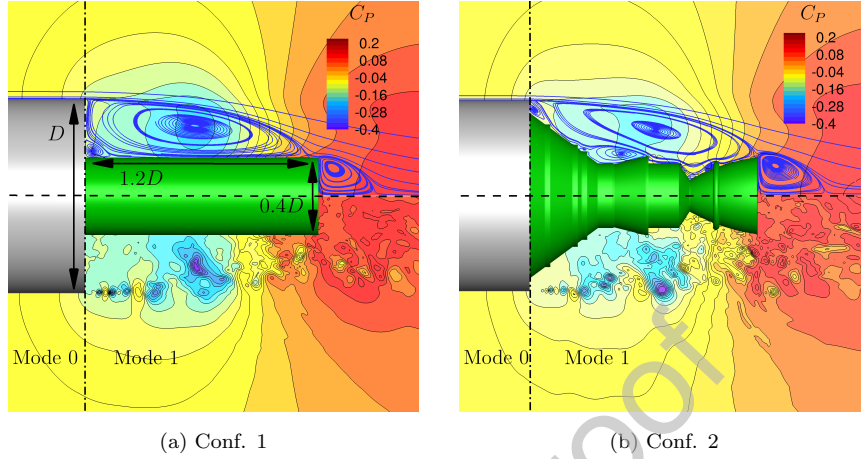 C_P
0.2
-0.08
-0.04
-0.16
-0.28
-0.4
D
1.2D
0.4D
Mode 0
Mode 1
(a) Conf. 1
C_P
0.2
-0.08
-0.04
-0.16
-0.28
-0.4
Mode 0
Mode 1
(b) Conf. 2
oof